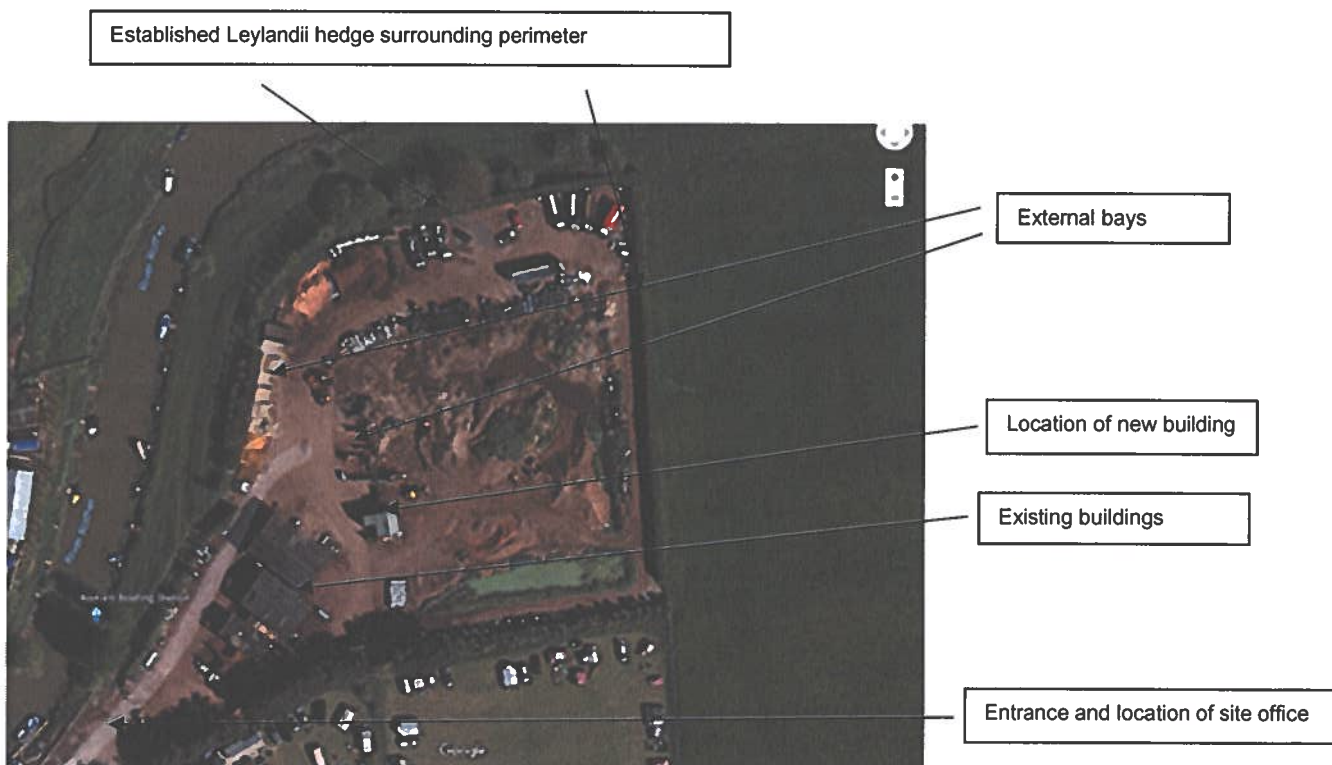 Established Leylandii hedge surrounding perimeter
External bays
Location of new building
Existing buildings
Entrance and location of site office
Google